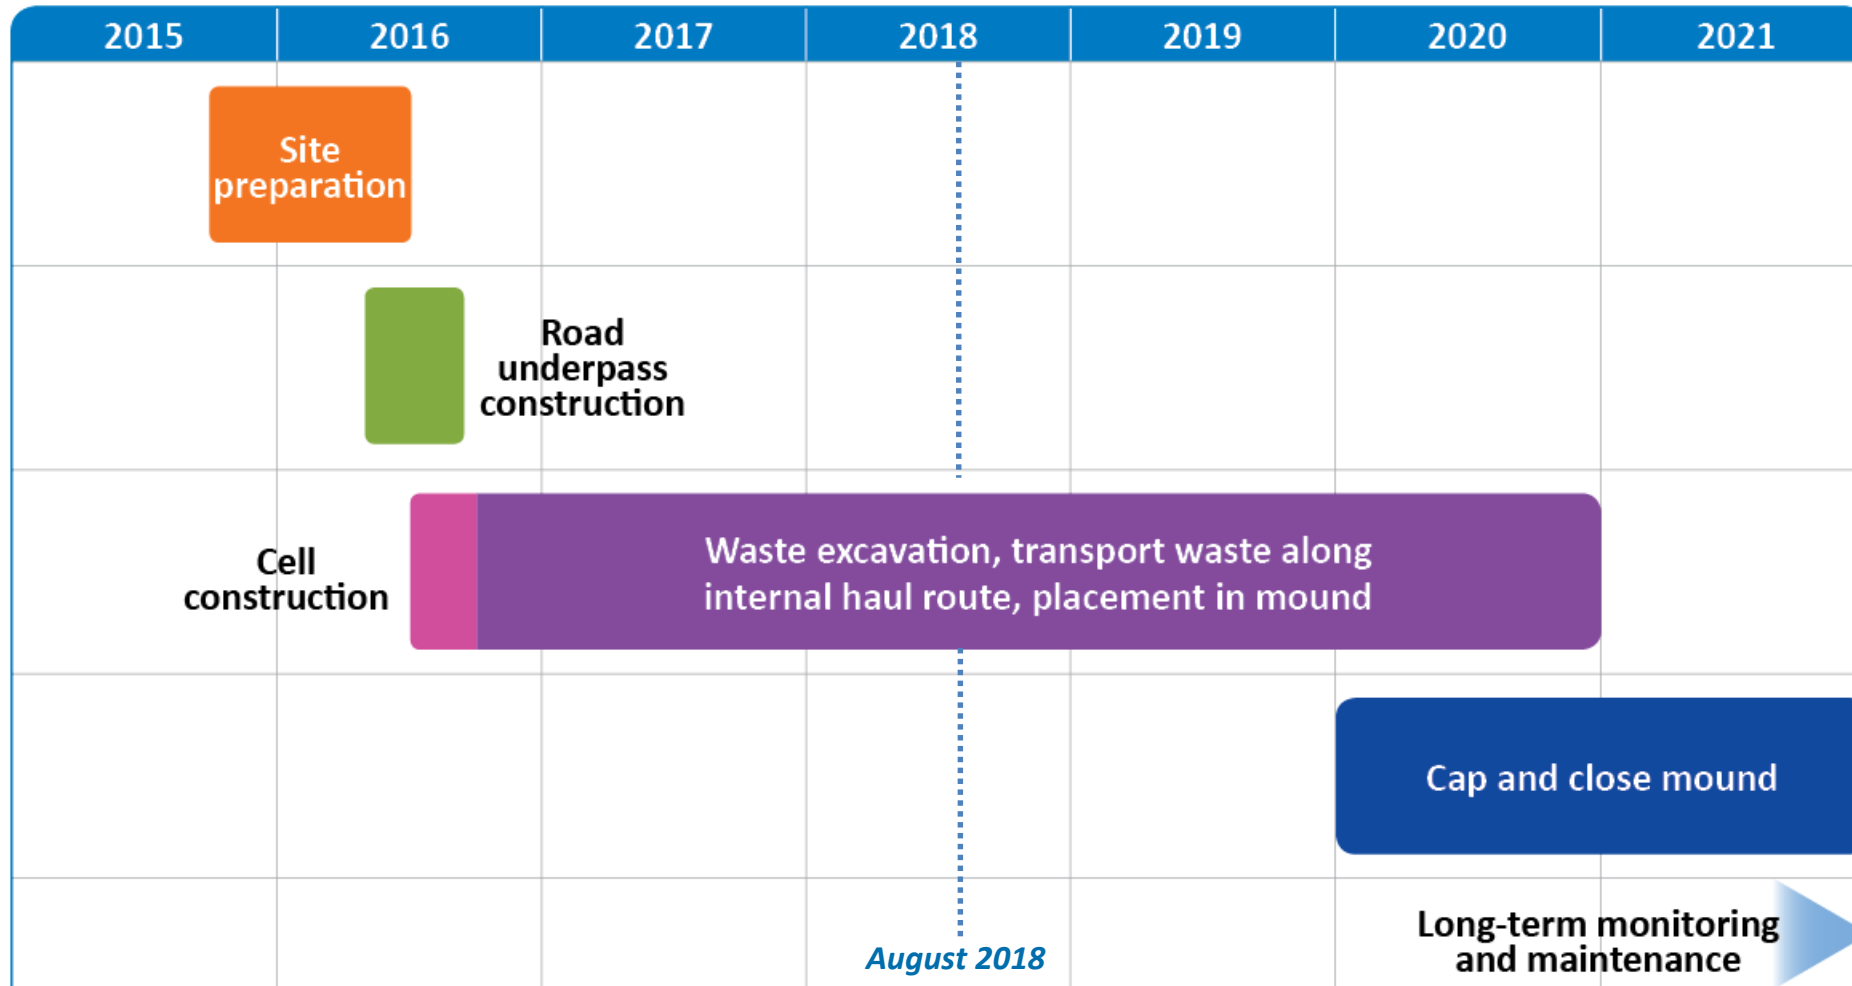 2015 2016 2017 2018 2019 2020 2021
Site
preparation
Road
underpass
construction
Cell
construction
Waste excavation, transport waste along
internal haul route, placement in mound
Cap and close mound
Long-term monitoring
and maintenance
August 2018